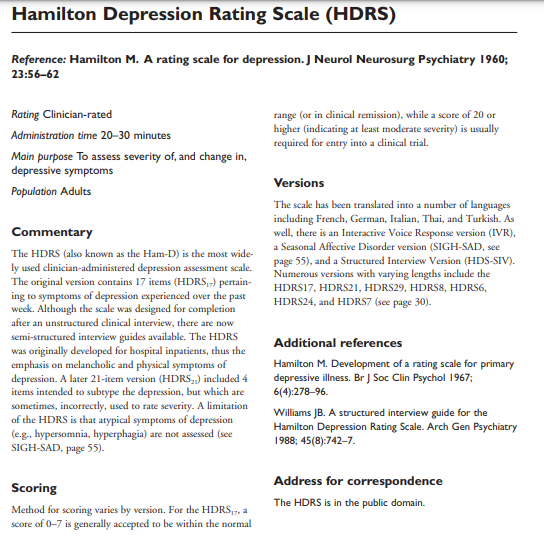 Hamilton Depression Rating Scale (HDRS)
Reference: Hamilton M. A rating scale for depression. J Neurol Neurosurg Psychiatry 1960;
23:56–62
Rating Clinician-rated
Administration time 20–30 minutes
Main purpose To assess severity of, and change in,
depressive symptoms
Population Adults
Commentary
The HDRS (also known as the Ham-D) is the most wide-
ly used clinician-administered depression assessment scale.
The original version contains 17 items (HDRS₁₇) pertain-
ing to symptoms of depression experienced over the past
week. Although the scale was designed for completion
after an unstructured clinical interview, there are now
semi-structured interview guides available. The HDRS
was originally developed for hospital inpatients, thus the
emphasis on melancholic and physical symptoms of
depression. A later 21-item version (HDRS₂₁) included 4
items intended to subtype the depression, but which are
sometimes, incorrectly, used to rate severity. A limitation
of the HDRS is that atypical symptoms of depression
(e.g., hypersomnia, hyperphagia) are not assessed (see
SIGH-SAD, page 55).
Scoring
Method for scoring varies by version. For the HDRS₁₇, a
score of 0–7 is generally accepted to be within the normal
range (or in clinical remission), while a score of 20 or
higher (indicating at least moderate severity) is usually
required for entry into a clinical trial.
Versions
The scale has been translated into a number of languages
including French, German, Italian, Thai, and Turkish. As
well, there is an Interactive Voice Response version (IVR),
a Seasonal Affective Disorder version (SIGH-SAD, see
page 55), and a Structured Interview Version (HDS-SIV).
Numerous versions with varying lengths include the
HDRS17, HDRS21, HDRS29, HDRS8, HDRS6,
HDRS24, and HDRS7 (see page 30).
Additional references
Hamilton M. Development of a rating scale for primary
depressive illness. Br J Soc Clin Psychol 1967;
6(4):278–96.
Williams JB. A structured interview guide for the
Hamilton Depression Rating Scale. Arch Gen Psychiatry
1988; 45(8):742–7.
Address for correspondence
The HDRS is in the public domain.